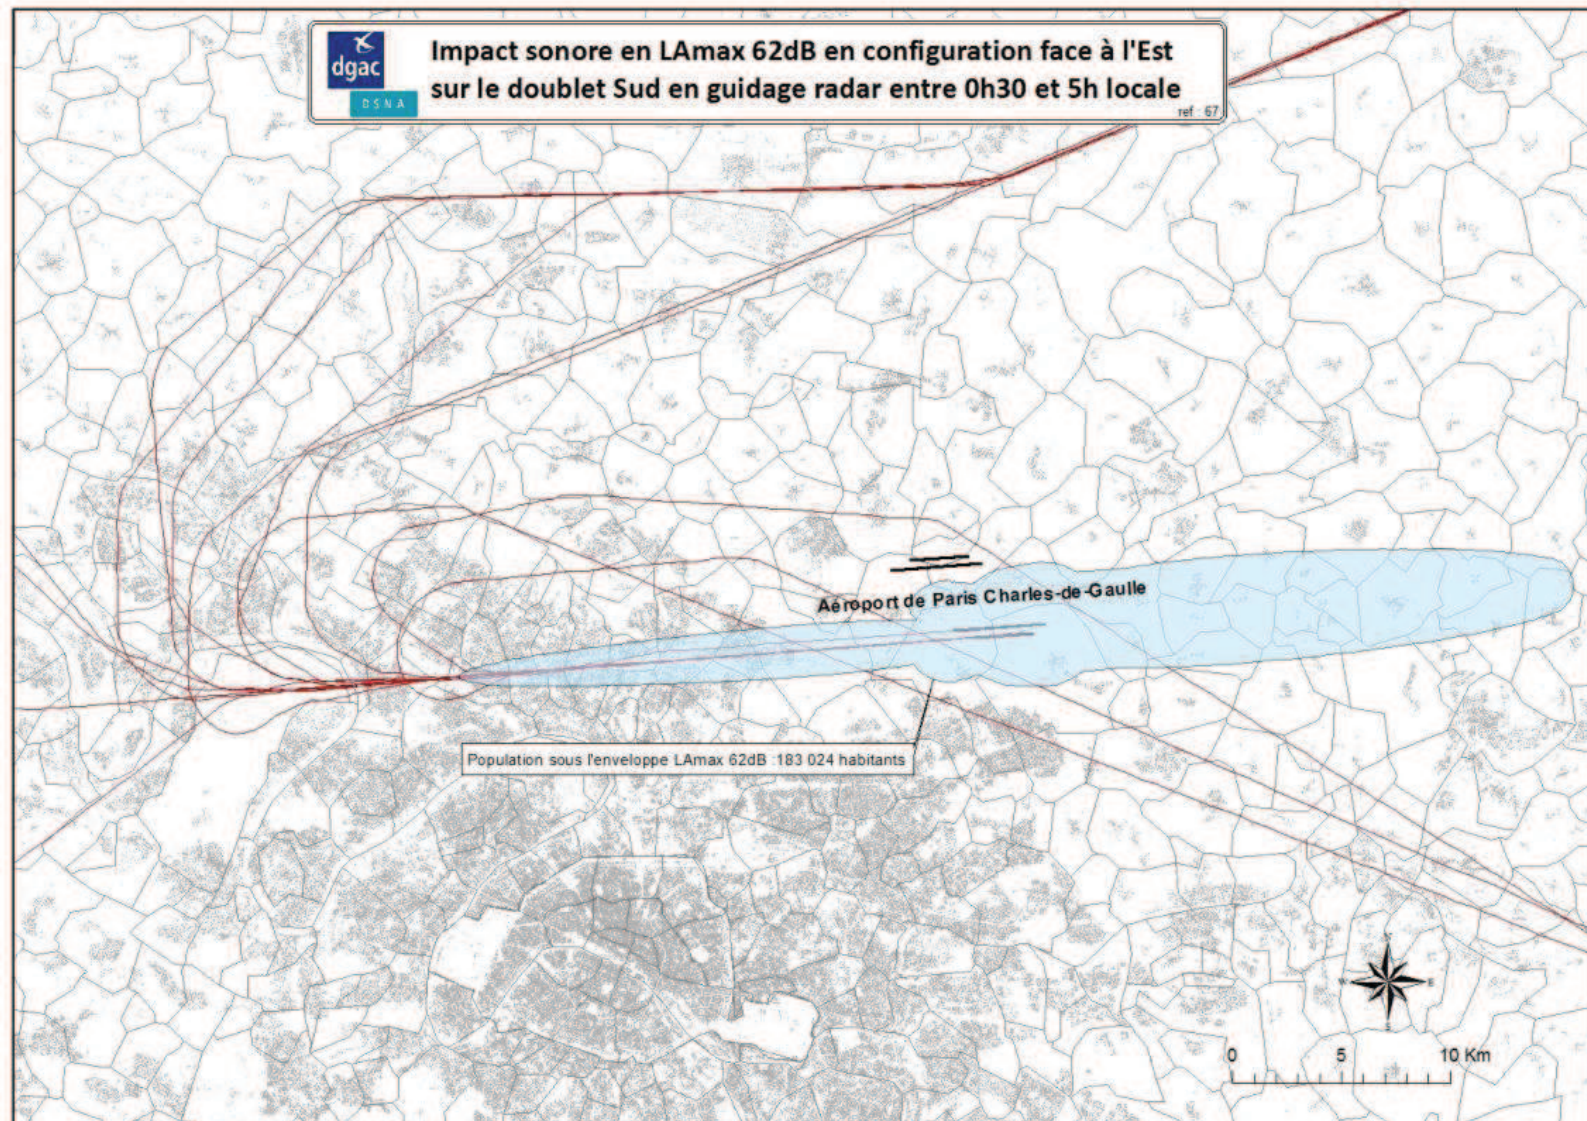 dgac
DSNA
Impact sonore en LAmax 62dB en configuration face à l'Est
sur le doublet Sud en guidage radar entre 0h30 et 5h locale
ref : 67
Aéroport de Paris Charles-de-Gaulle
Population sous l'enveloppe LAmax 62dB :183 024 habitants
N
W E
S
0 5 10 Km